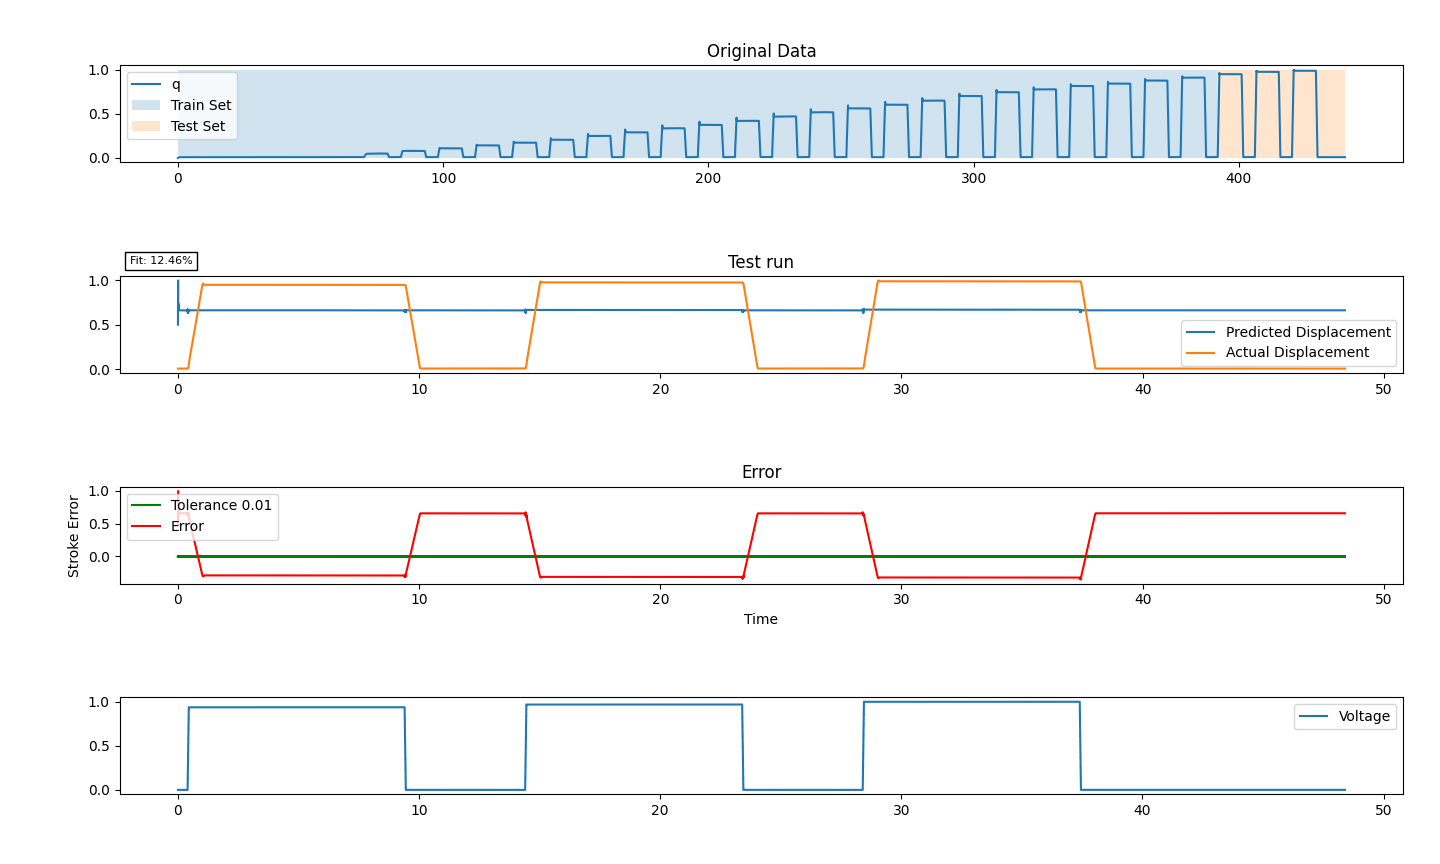 Original Data
1.0
0.5
0.0
q
Train Set
Test Set
0 100 200 300 400
Fit: 12.46%
Test run
1.0
0.5
0.0
Predicted Displacement
Actual Displacement
0 10 20 30 40 50
Error
Stroke Error
1.0
0.5
0.0
Tolerance 0.01
Error
0 10 20 30 40 50
Time
1.0
0.5
0.0
Voltage
0 10 20 30 40 50